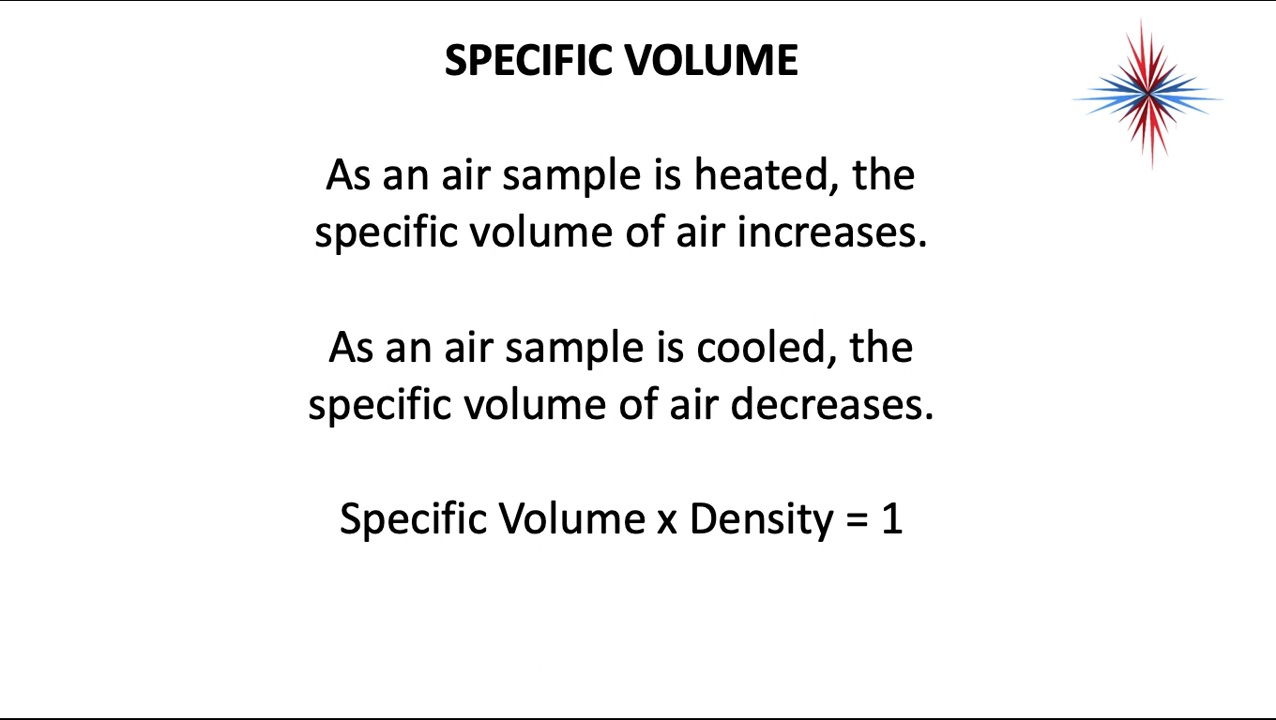 SPECIFIC VOLUME
As an air sample is heated, the
specific volume of air increases.
As an air sample is cooled, the
specific volume of air decreases.
Specific Volume x Density = 1